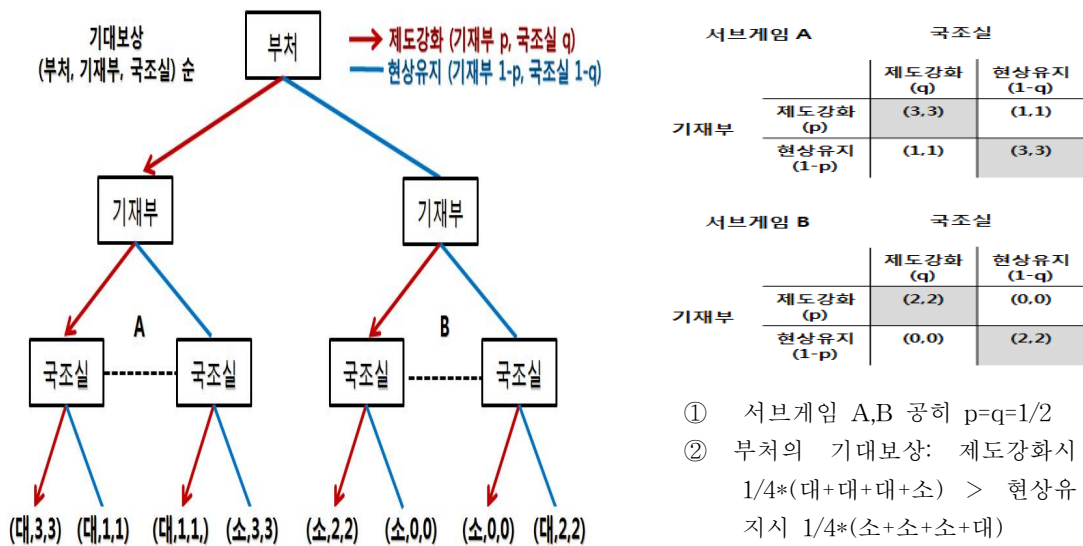 기대보상
(부처, 기재부, 국조실) 순
부처
제도강화 (기재부 p, 국조실 q)
현상유지 (기재부 1-p, 국조실 1-q)
기재부
기재부
A
B
국조실
국조실
국조실
국조실
(대,3,3)
(대,1,1)
(대,1,1,)
(소,3,3)
(소,2,2)
(소,0,0)
(소,0,0)
(대,2,2)
서브게임 A
국조실
제도강화
(q)
현상유지
(1-q)
기재부
제도강화
(p)
(3,3)
(1,1)
현상유지
(1-p)
(1,1)
(3,3)
서브게임 B
국조실
제도강화
(q)
현상유지
(1-q)
기재부
제도강화
(p)
(2,2)
(0,0)
현상유지
(1-p)
(0,0)
(2,2)
① 서브게임 A,B 공히 p=q=1/2
② 부처의 기대보상: 제도강화시
1/4*(대+대+대+소) > 현상유
지시 1/4*(소+소+소+대)